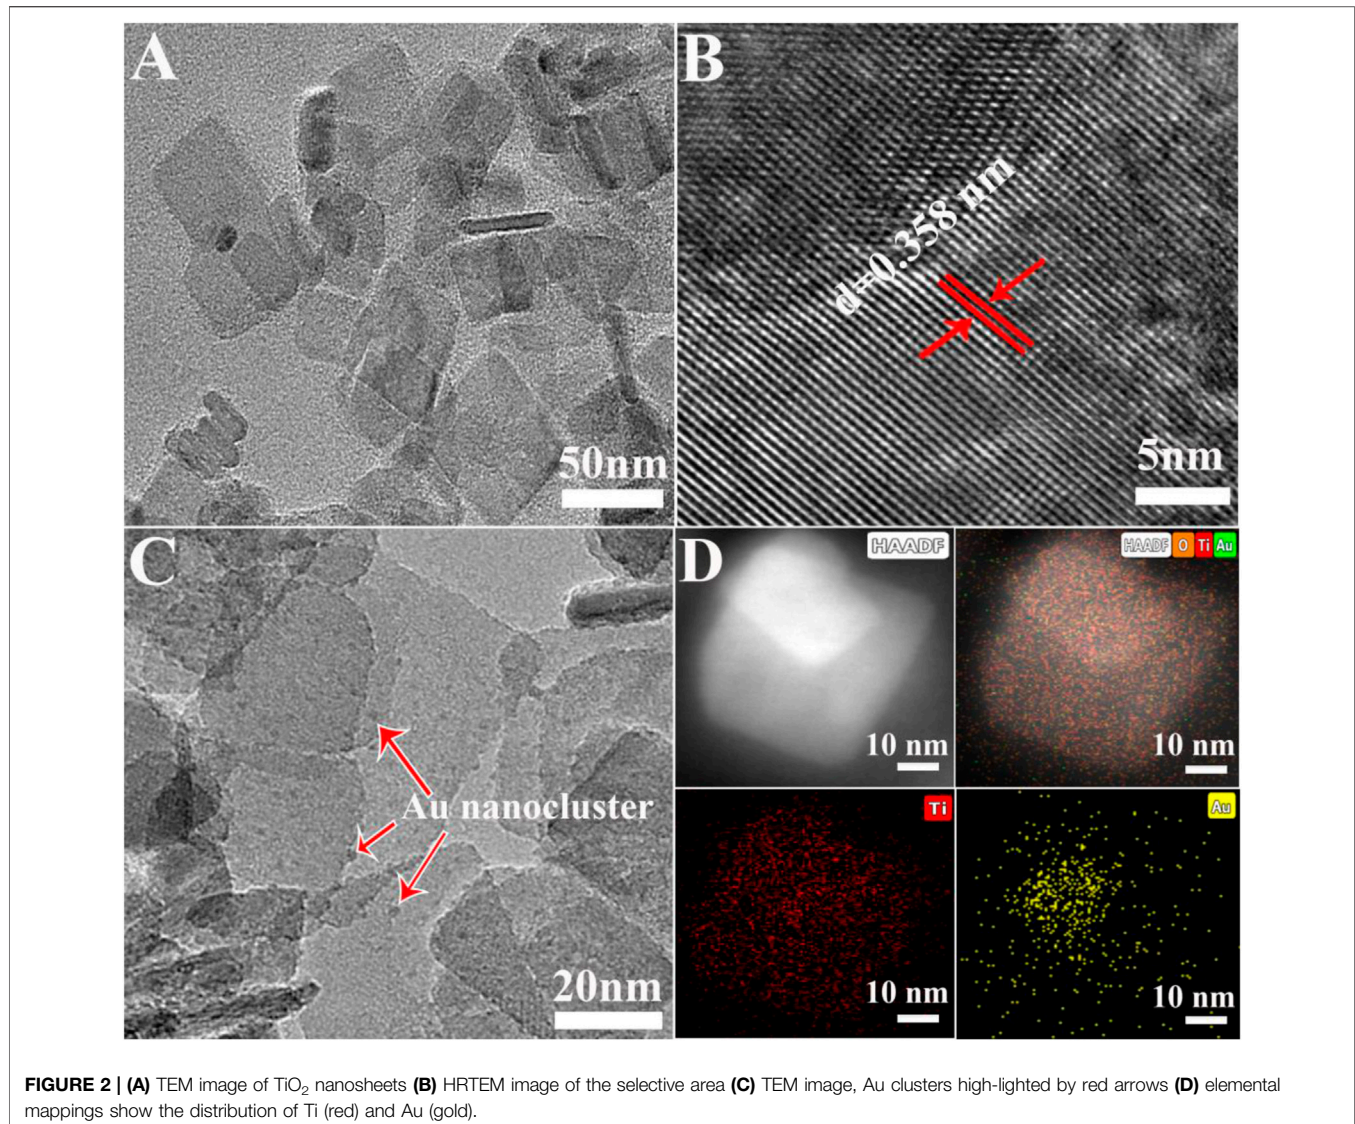 A
50nm
B
d=0.358 nm
5nm
C
Au nanocluster
20nm
D
HAADF
10 nm
HAADF O Ti Au
10 nm
Ti
10 nm
Au
10 nm
FIGURE 2 | (A) TEM image of TiO₂ nanosheets (B) HRTEM image of the selective area (C) TEM image, Au clusters high-lighted by red arrows (D) elemental
mappings show the distribution of Ti (red) and Au (gold).